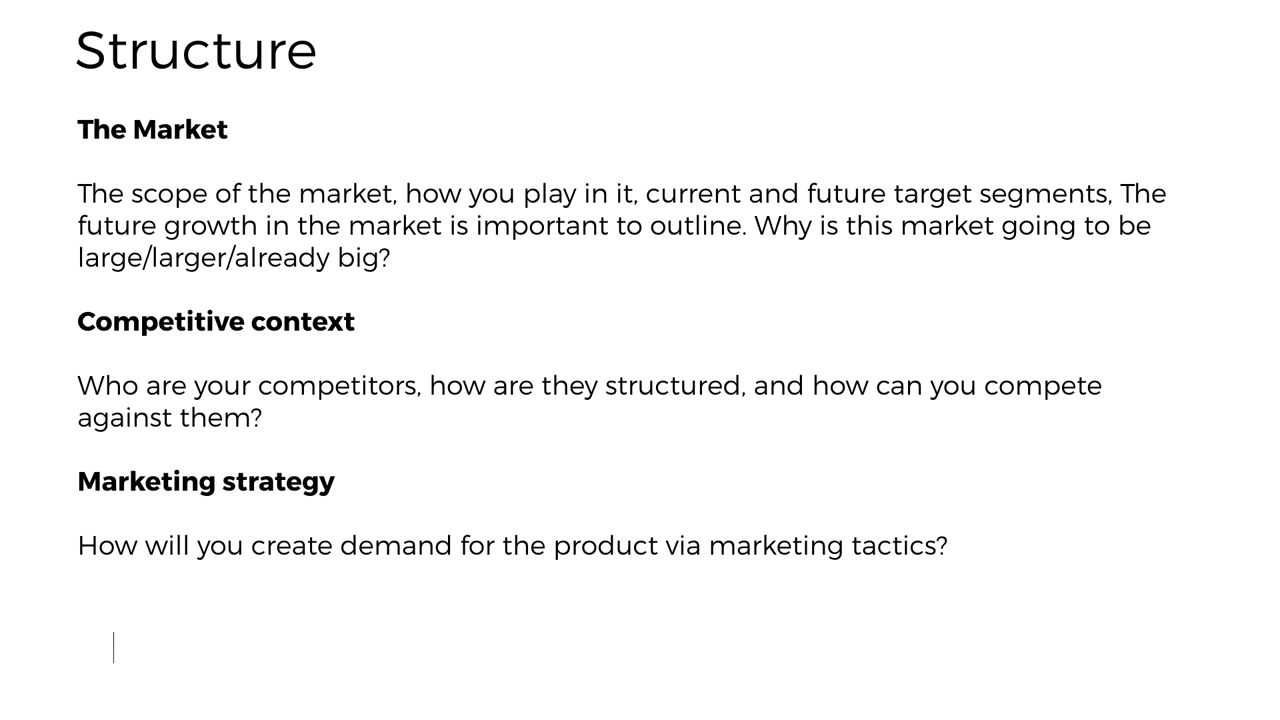 Structure
The Market
The scope of the market, how you play in it, current and future target segments, The
future growth in the market is important to outline. Why is this market going to be
large/larger/already big?
Competitive context
Who are your competitors, how are they structured, and how can you compete
against them?
Marketing strategy
How will you create demand for the product via marketing tactics?